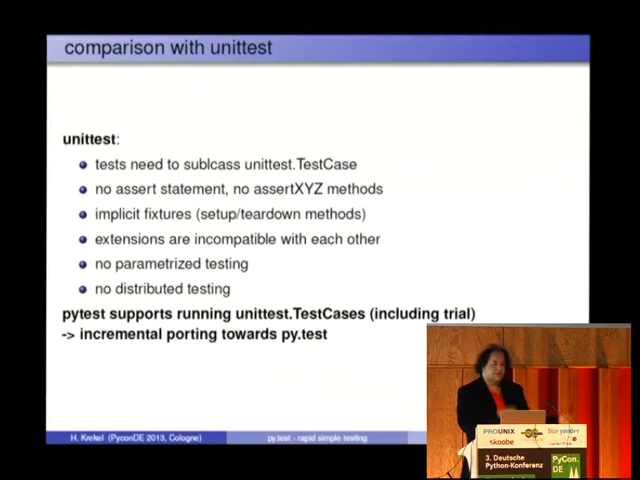 comparison with unittest
unittest:
tests need to sublcass unittest.TestCase
no assert statement, no assertXYZ methods
implicit fixtures (setup/teardown methods)
extensions are incompatible with each other
no parametrized testing
no distributed testing
pytest supports running unittest.TestCases (including trial)
-> incremental porting towards py.test
H. Krekel (PyconDE 2013, Cologne)
py.test - rapid simple testing
PROUNIX
skoobe
blue yonder
3. Deutsche
Python-Konferenz
PyCon.
DE